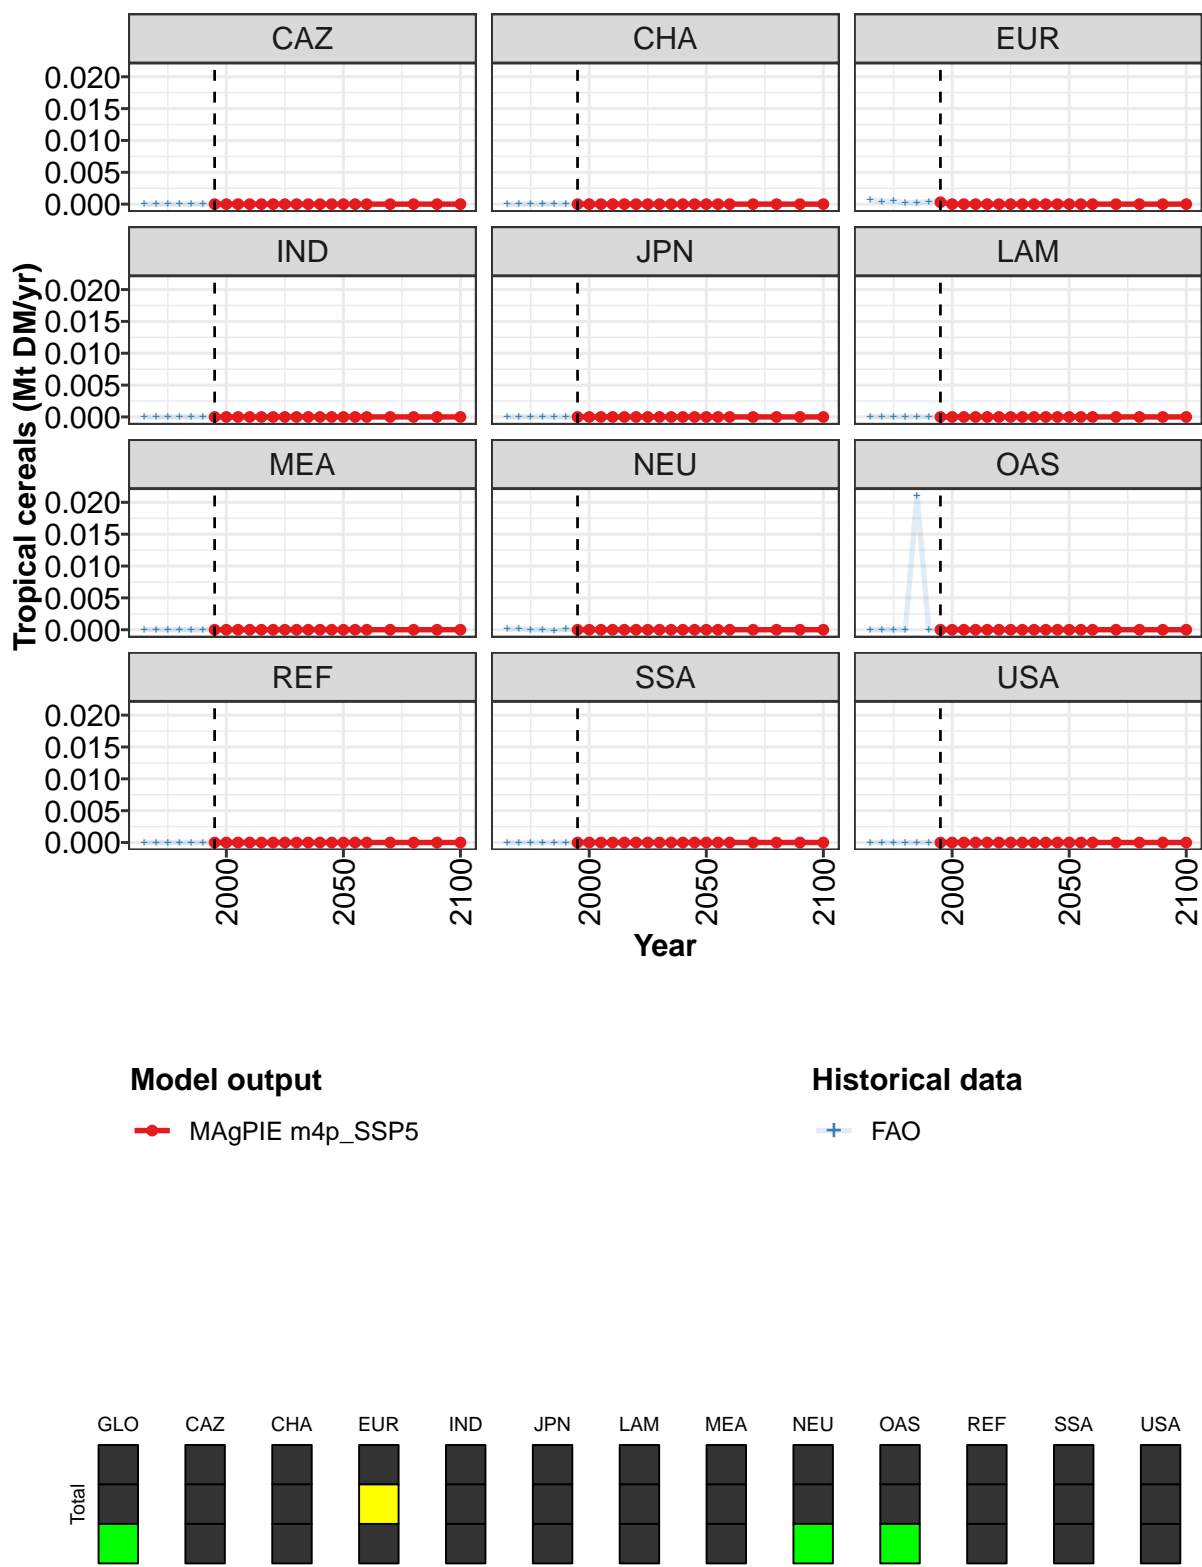 CAZ CHA EUR
0.020
0.015
0.010
0.005
0.000
IND JPN LAM
0.020
0.015
0.010
0.005
0.000
Tropical cereals (Mt DM/yr)
MEA NEU OAS
0.020
0.015
0.010
0.005
0.000
REF SSA USA
0.020
0.015
0.010
0.005
0.000
2000 2050 2100 2000 2050 2100 2000 2050 2100
Year
Model output Historical data
MAgPIE m4p_SSP5 FAO
GLO CAZ CHA EUR IND JPN LAM MEA NEU OAS REF SSA USA
Total